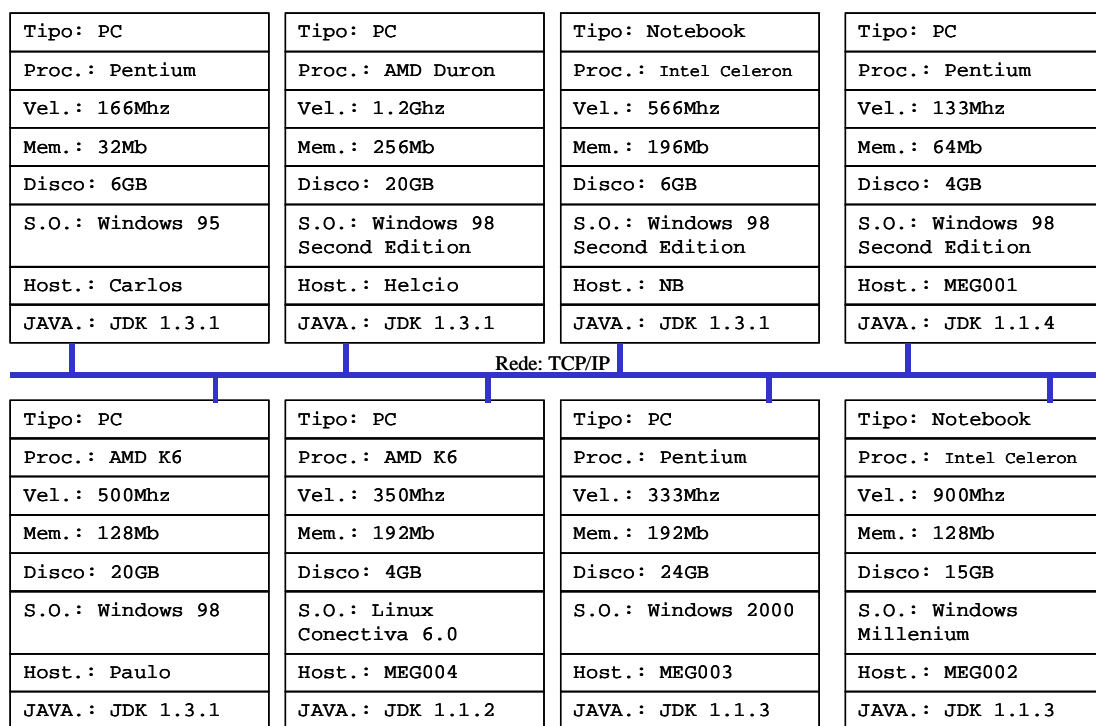 Tipo: PC
Proc.: Pentium
Vel.: 166Mhz
Mem.: 32Mb
Disco: 6GB
S.O.: Windows 95
Host.: Carlos
JAVA.: JDK 1.3.1
Tipo: PC
Proc.: AMD Duron
Vel.: 1.2Ghz
Mem.: 256Mb
Disco: 20GB
S.O.: Windows 98
Second Edition
Host.: Helcio
JAVA.: JDK 1.3.1
Tipo: Notebook
Proc.: Intel Celeron
Vel.: 566Mhz
Mem.: 196Mb
Disco: 6GB
S.O.: Windows 98
Second Edition
Host.: NB
JAVA.: JDK 1.3.1
Tipo: PC
Proc.: Pentium
Vel.: 133Mhz
Mem.: 64Mb
Disco: 4GB
S.O.: Windows 98
Second Edition
Host.: MEG001
JAVA.: JDK 1.1.4
Rede: TCP/IP
Tipo: PC
Proc.: AMD K6
Vel.: 500Mhz
Mem.: 128Mb
Disco: 20GB
S.O.: Windows 98
Host.: Paulo
JAVA.: JDK 1.3.1
Tipo: PC
Proc.: AMD K6
Vel.: 350Mhz
Mem.: 192Mb
Disco: 4GB
S.O.: Linux
Conectiva 6.0
Host.: MEG004
JAVA.: JDK 1.1.2
Tipo: PC
Proc.: Pentium
Vel.: 333Mhz
Mem.: 192Mb
Disco: 24GB
S.O.: Windows 2000
Host.: MEG003
JAVA.: JDK 1.1.3
Tipo: Notebook
Proc.: Intel Celeron
Vel.: 900Mhz
Mem.: 128Mb
Disco: 15GB
S.O.: Windows
Millenium
Host.: MEG002
JAVA.: JDK 1.1.3